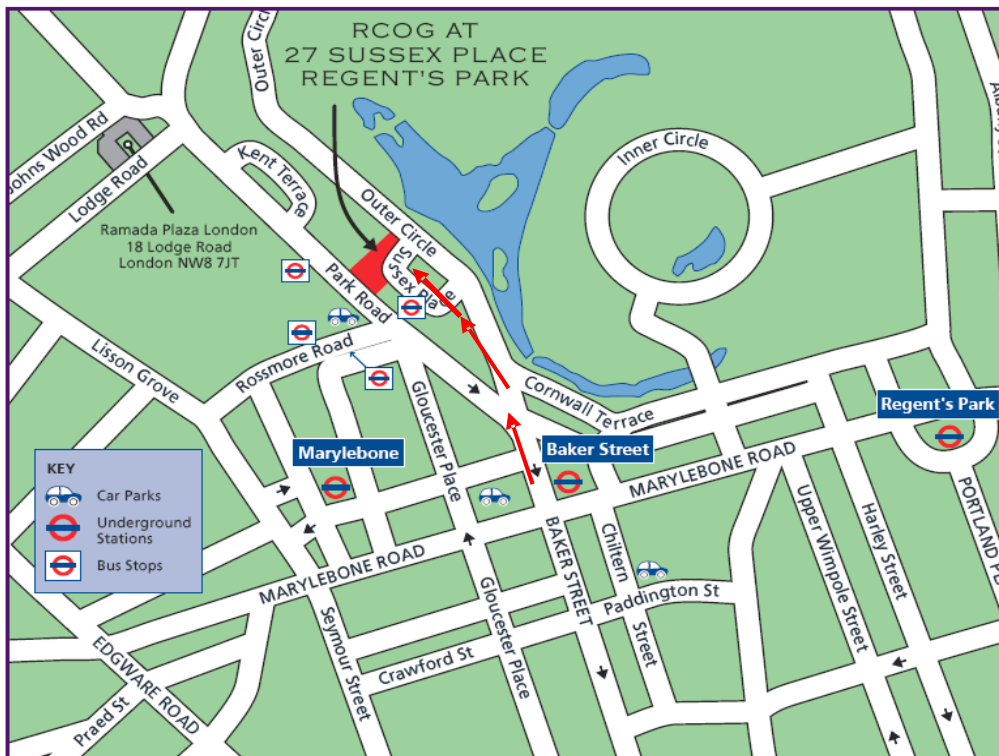 RCOG AT
27 SUSSEX PLACE
REGENT'S PARK
Outer Circle
Johns Wood Rd
Lodge Road
Kent Terrace
Inner Circle
Outer Circle
Ramada Plaza London
18 Lodge Road
London NW8 7JT
Sussex Place
Park Road
Lisson Grove
Rossmore Road
Cornwall Terrace
Gloucester Place
Regent's Park
Marylebone
Baker Street
MARYLEBONE ROAD
KEY
Car Parks
Underground
Stations
Bus Stops
MARYLEBONE ROAD
BAKER STREET
Chiltern
Street
Paddington St
Upper Wimpole Street
Harley Street
PORTLAND PL
Gloucester Place
Seymour Street
Crawford St
EDGWARE ROAD
Praed St